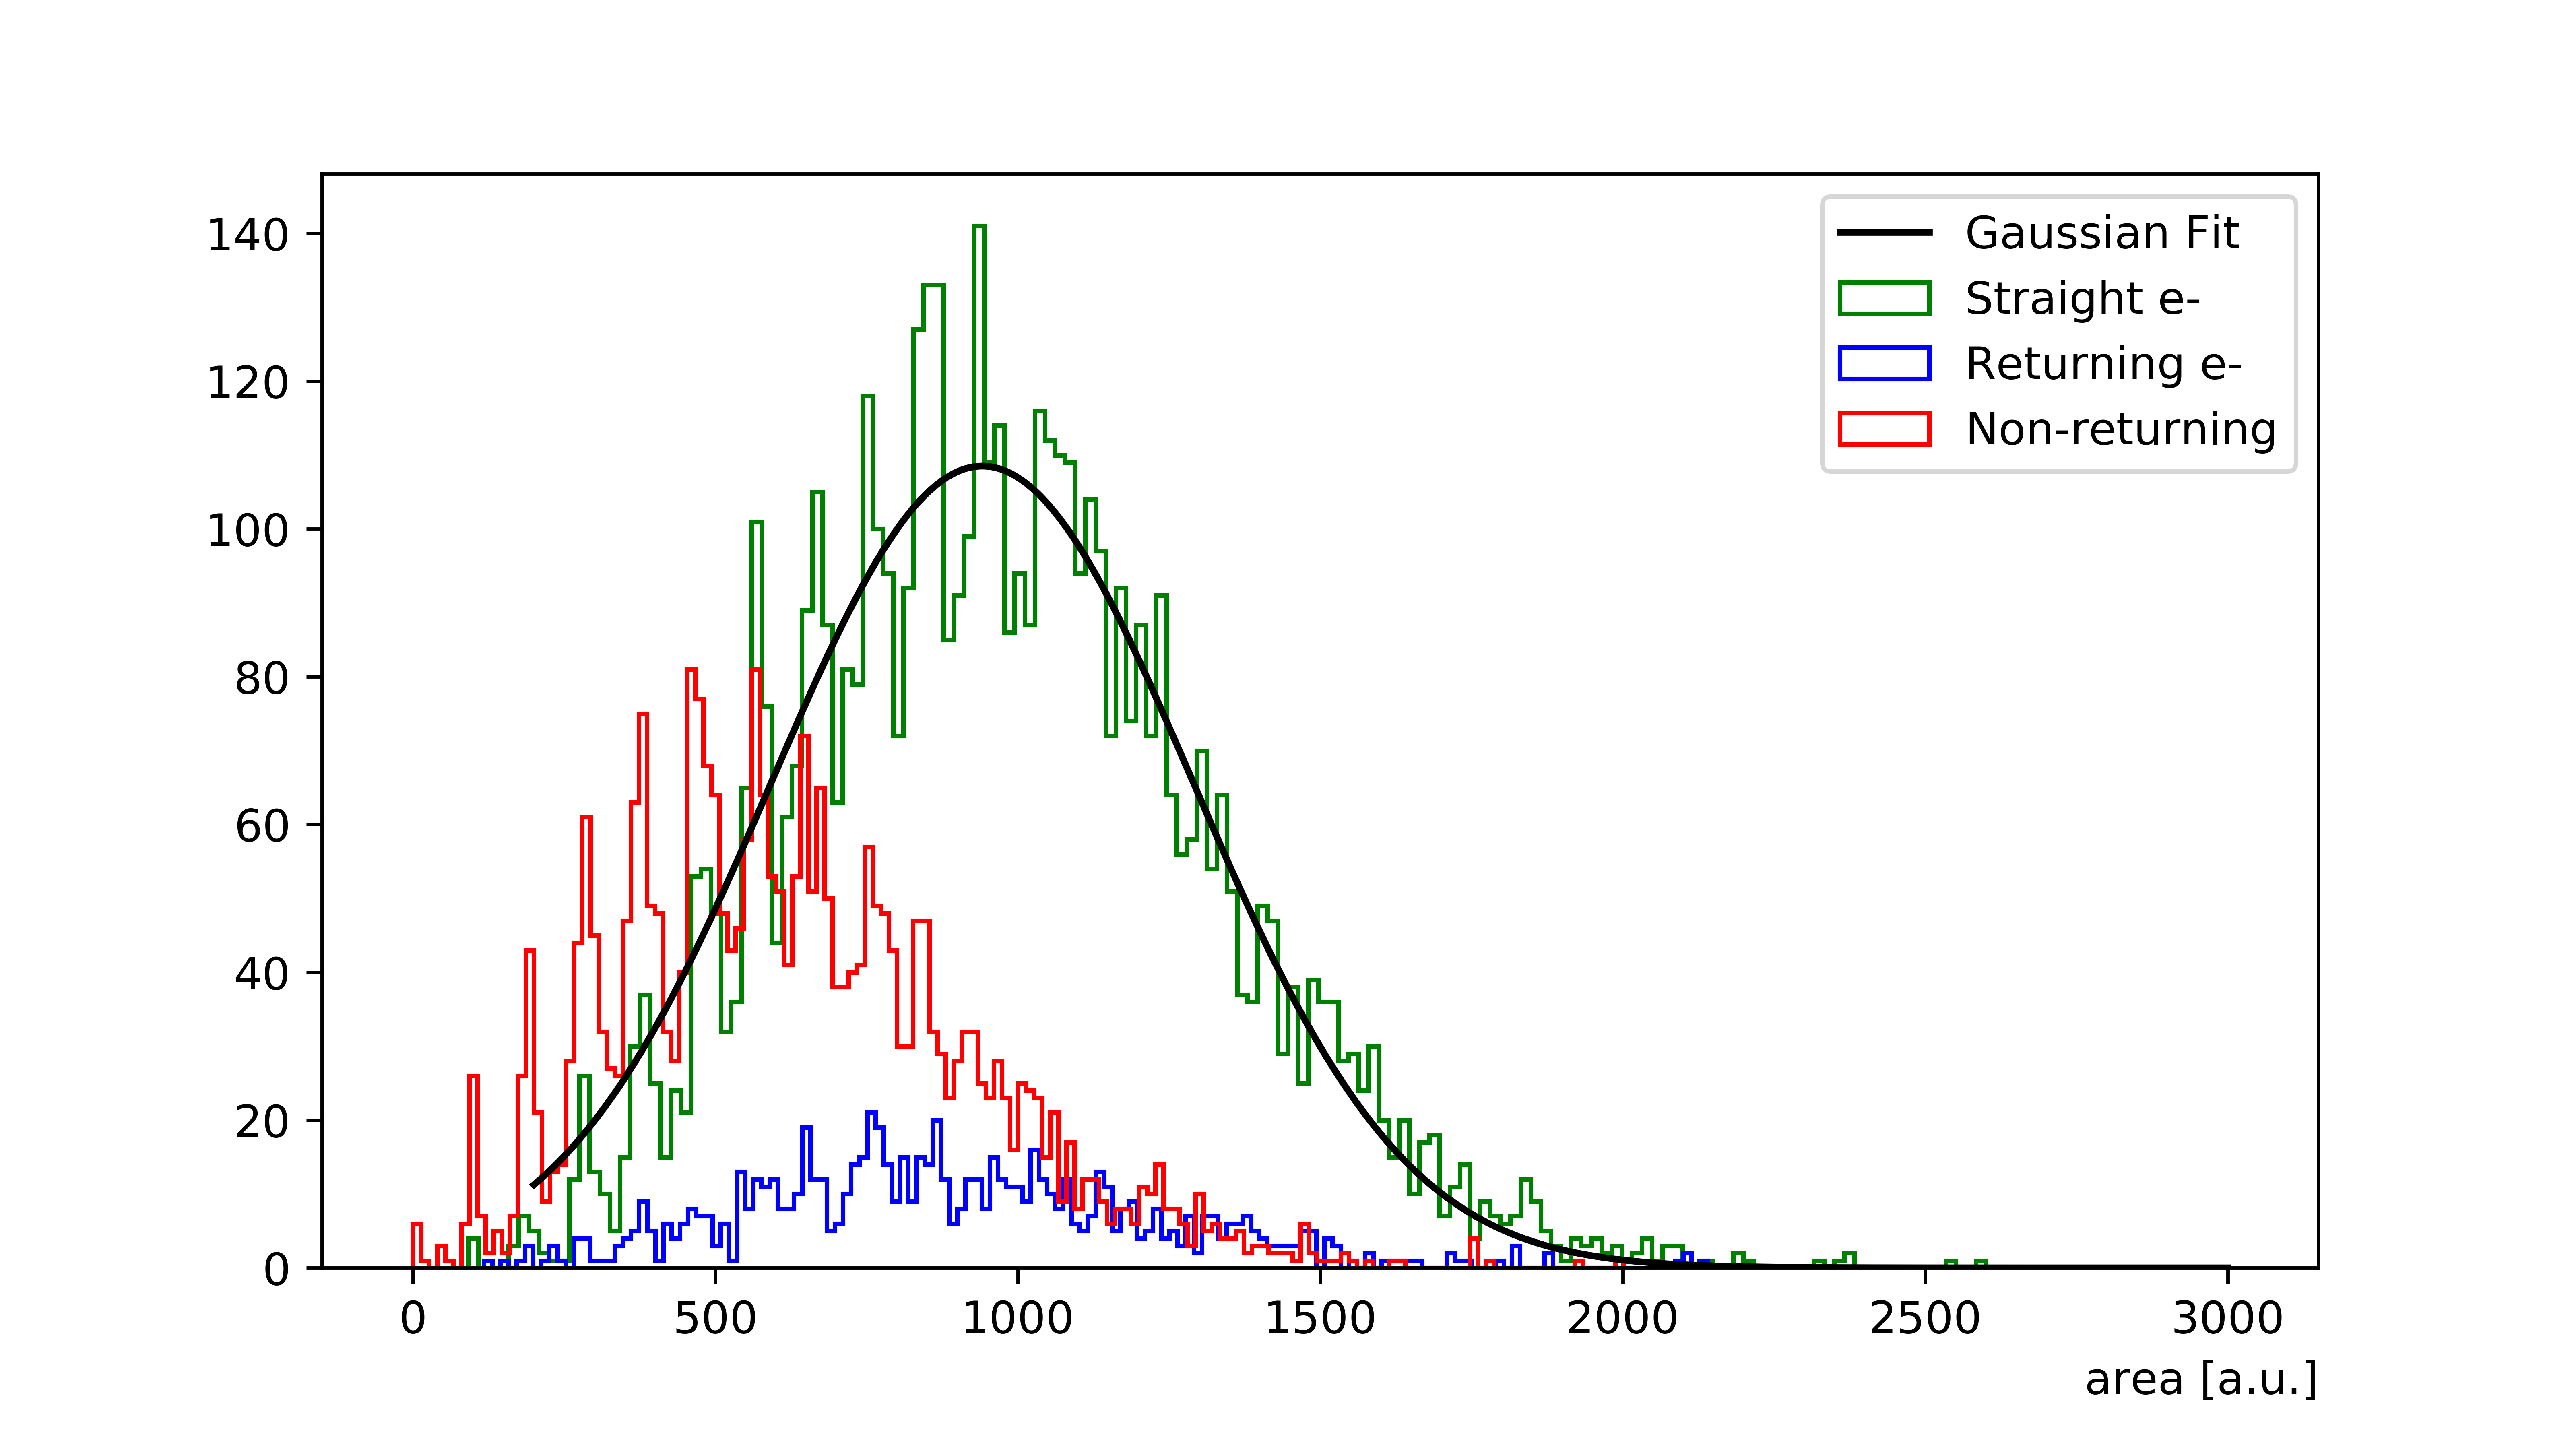 140
120
100
80
60
40
20
0
Gaussian Fit
Straight e-
Returning e-
Non-returning
0 500 1000 1500 2000 2500 3000
area [a.u.]